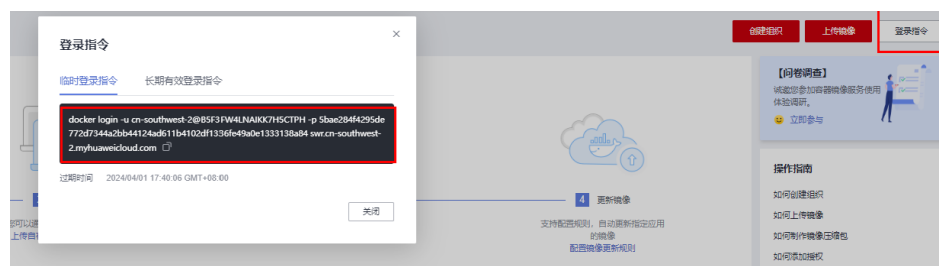 创建组织
上传镜像
登录指令
登录指令
临时登录指令
长期有效登录指令
docker login -u cn-southwest-2@B5F3FW4LNAIKK7H5CTPH -p 5bae284f4295de
772d7344a2bb44124ad611b4102df1336fe49a0e1333138a84 swr.cn-southwest-
2.myhuaweicloud.com
过期时间 2024/04/01 17:40:06 GMT+08:00
关闭
4 更新镜像
支持配置规则，自动更新指定应用
的镜像
配置镜像更新规则
【问卷调查】
诚邀您参加容器镜像服务使用
体验调研。
立即参与
操作指南
如何创建组织
如何上传镜像
如何制作镜像压缩包
如何添加授权